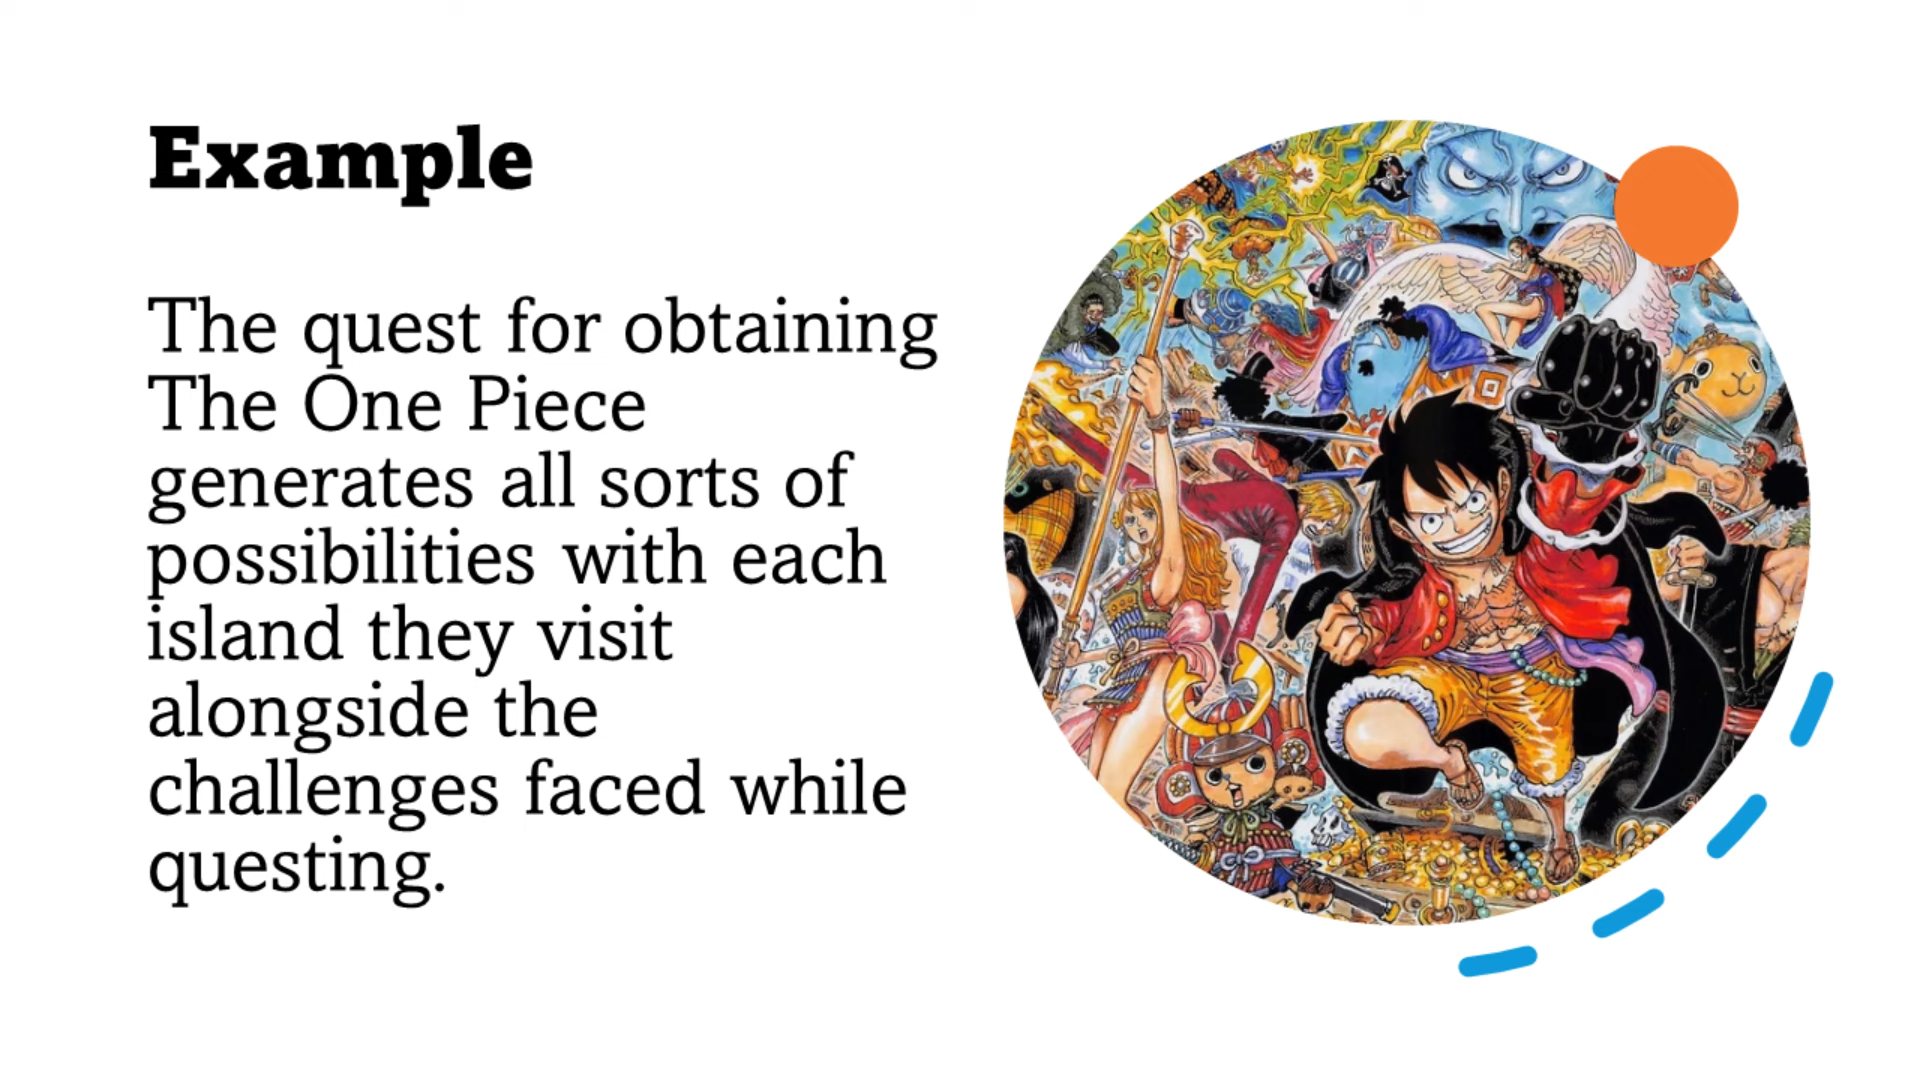 Example
The quest for obtaining
The One Piece
generates all sorts of
possibilities with each
island they visit
alongside the
challenges faced while
questing.